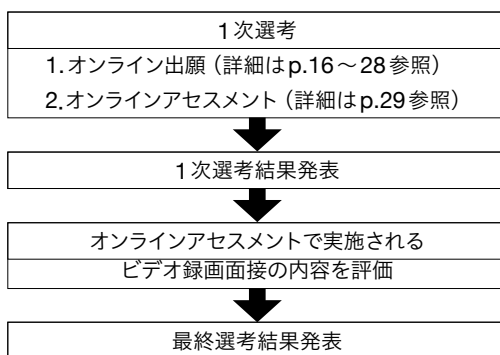 1次選考
1.オンライン出願（詳細はp.16～28参照）
2.オンラインアセスメント（詳細はp.29参照）
1次選考結果発表
オンラインアセスメントで実施される
ビデオ録画面接の内容を評価
最終選考結果発表